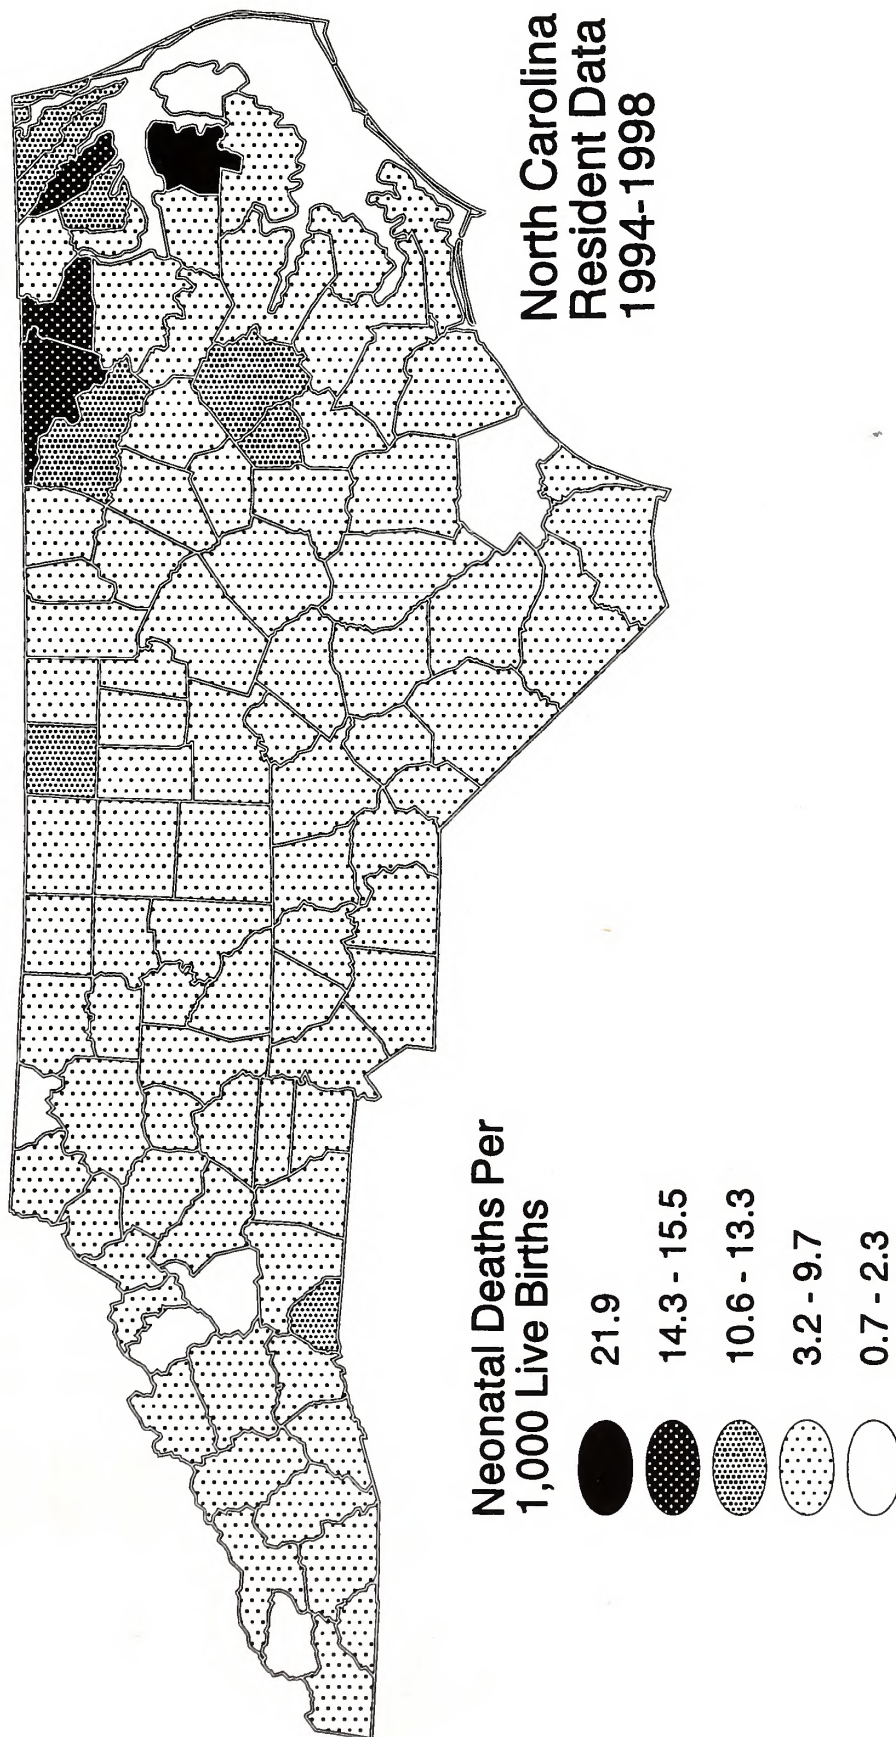 North Carolina
Resident Data
1994-1998
Neonatal Deaths Per
1,000 Live Births
21.9
14.3 - 15.5
10.6 - 13.3
3.2 - 9.7
0.7 - 2.3